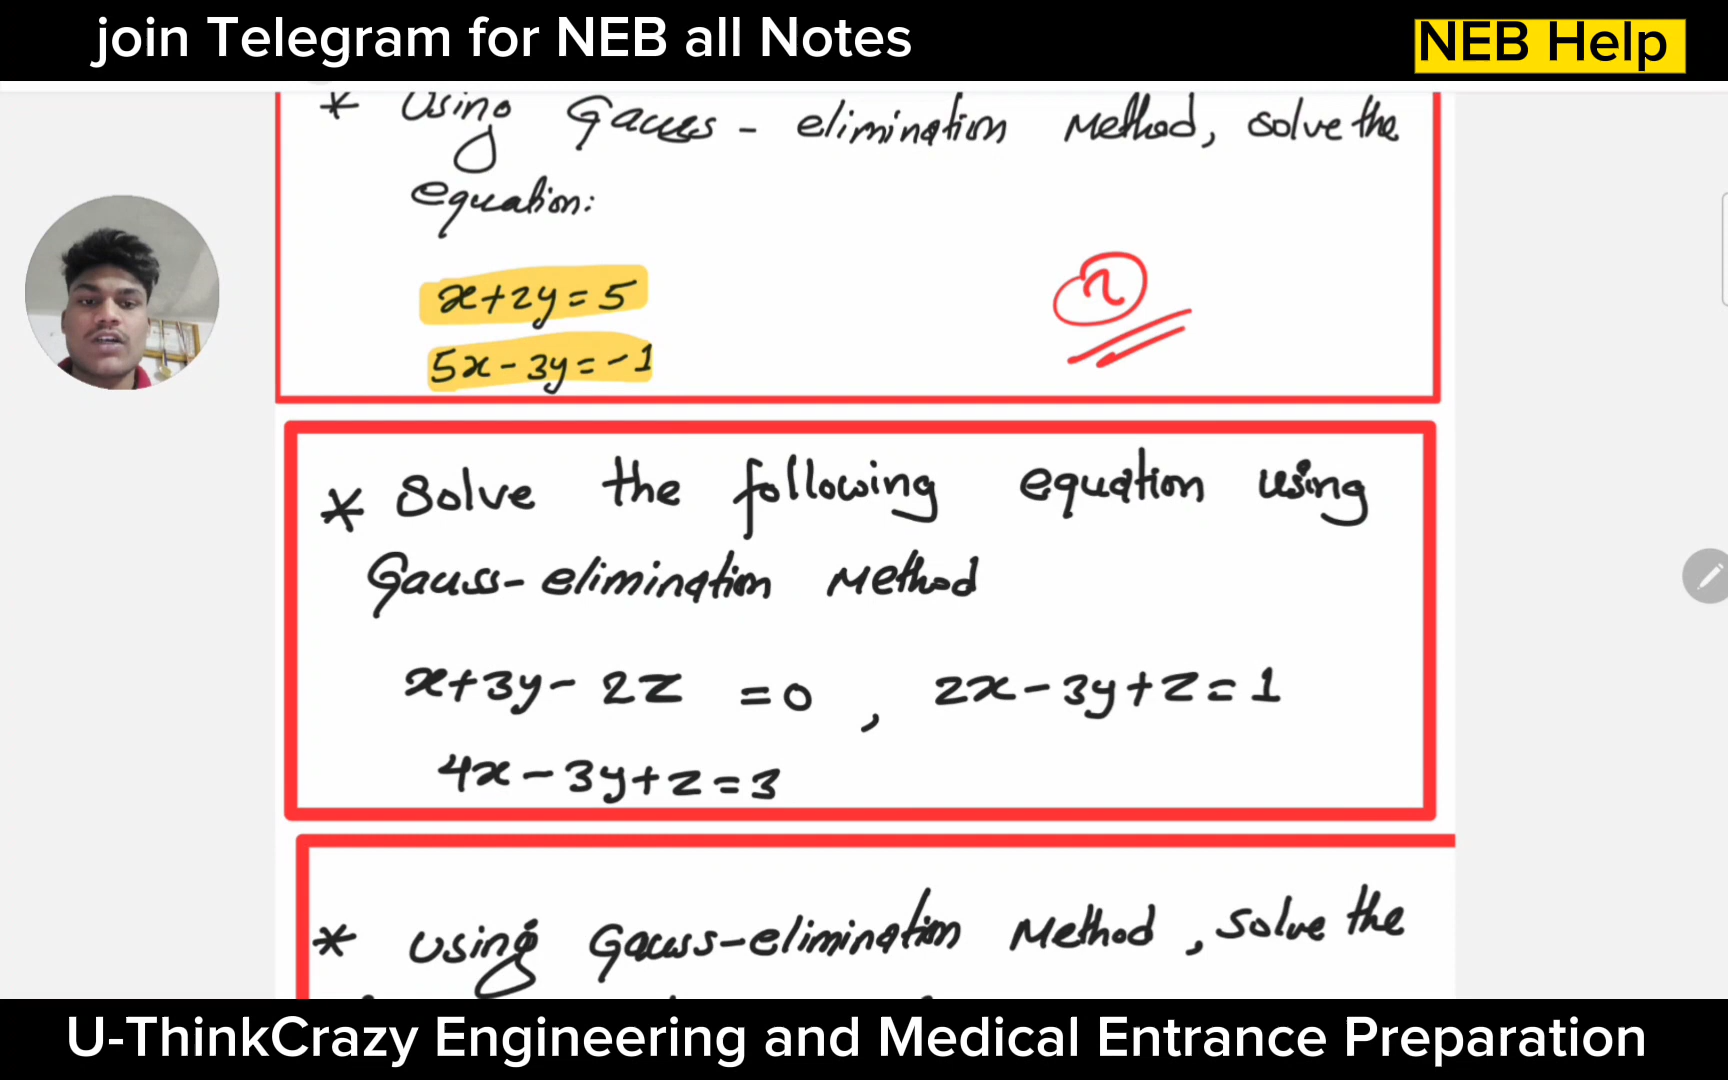 join Telegram for NEB all Notes
NEB Help
* Using Gauss - elimination Method, solve the
equation:
x+2y=5
2
5x-3y=-1
* Solve the following equation using
Gauss-elimination Method
x+3y-2z =0 , 2x-3y+z=1
4x-3y+z=3
* Using Gauss-elimination Method, solve the
U-ThinkCrazy Engineering and Medical Entrance Preparation